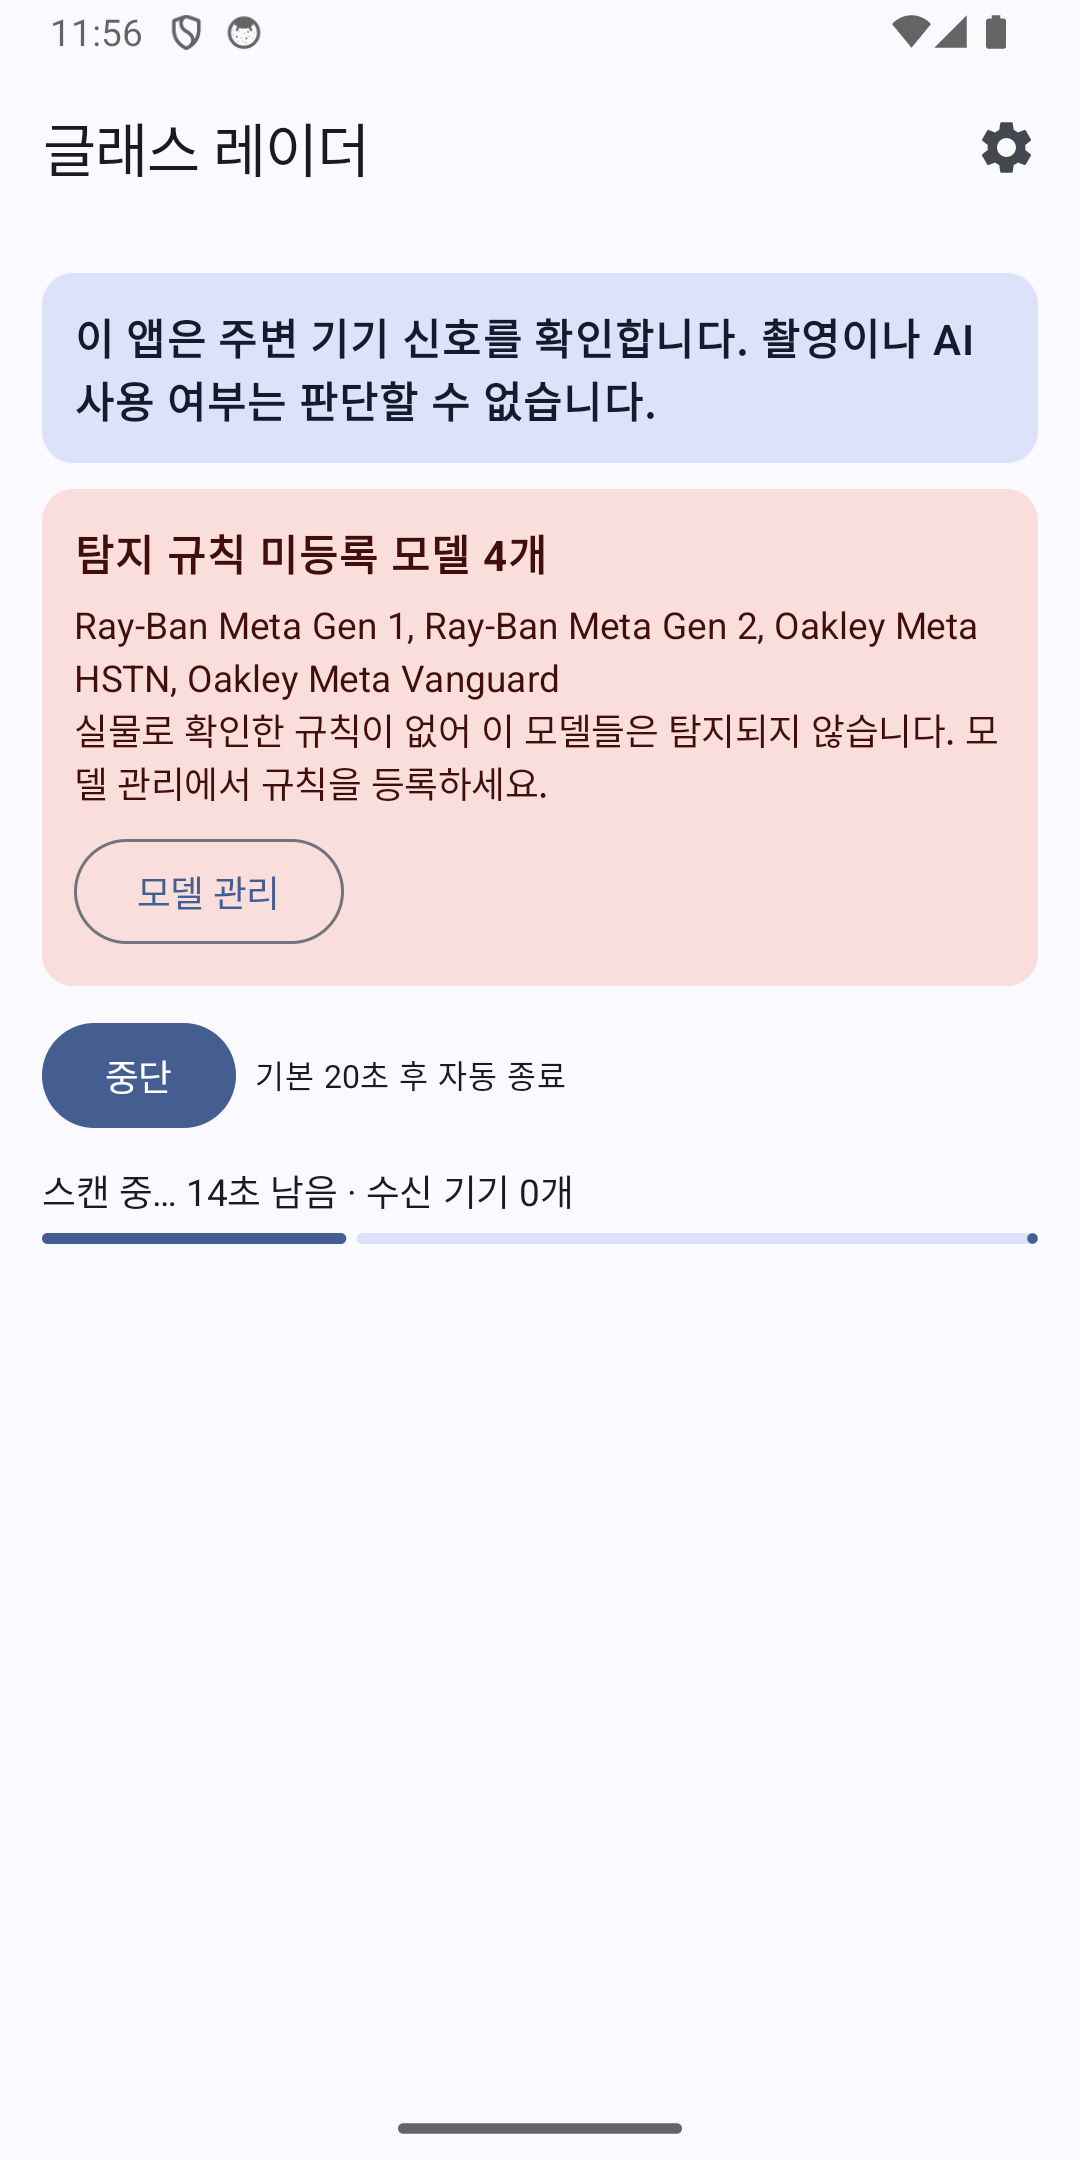 11:56
글래스 레이더
이 앱은 주변 기기 신호를 확인합니다. 촬영이나 AI
사용 여부는 판단할 수 없습니다.
탐지 규칙 미등록 모델 4개
Ray-Ban Meta Gen 1, Ray-Ban Meta Gen 2, Oakley Meta
HSTN, Oakley Meta Vanguard
실물로 확인한 규칙이 없어 이 모델들은 탐지되지 않습니다. 모
델 관리에서 규칙을 등록하세요.
모델 관리
중단
기본 20초 후 자동 종료
스캔 중... 14초 남음 · 수신 기기 0개